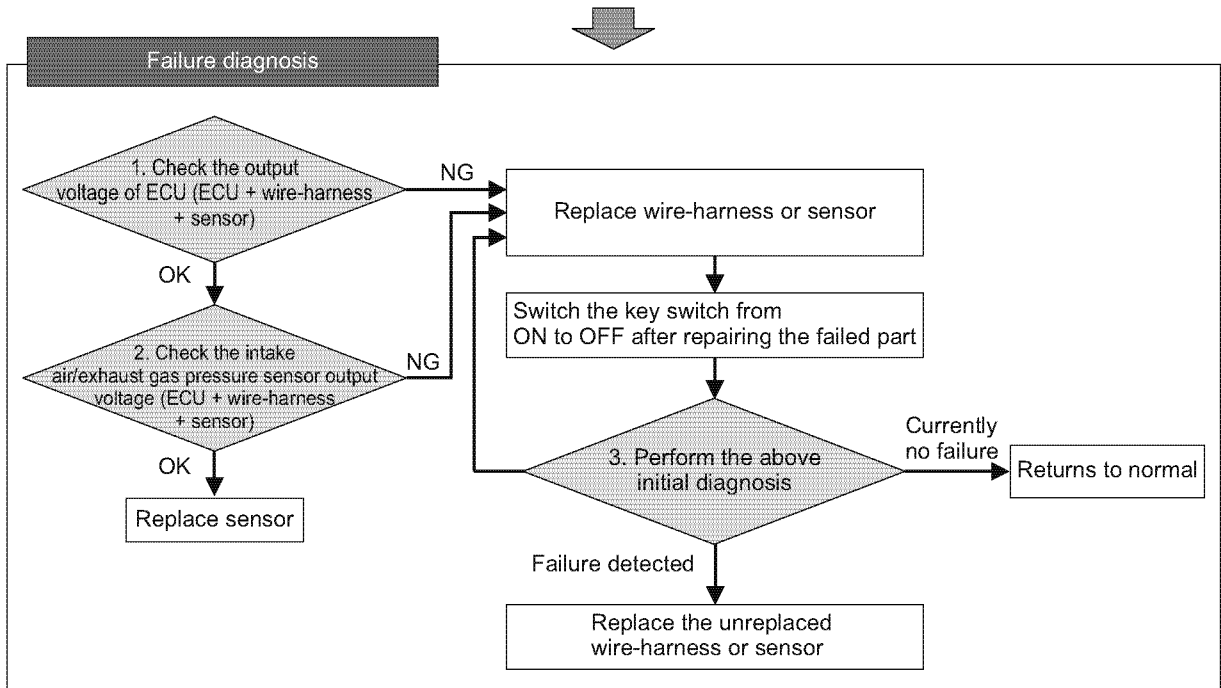 Failure diagnosis
1. Check the output
voltage of ECU (ECU + wire-harness
+ sensor)
NG
Replace wire-harness or sensor
OK
Switch the key switch from
ON to OFF after repairing the failed part
2. Check the intake
air/exhaust gas pressure sensor output
voltage (ECU + wire-harness
+ sensor)
NG
OK
Replace sensor
3. Perform the above
initial diagnosis
Currently
no failure
Returns to normal
Failure detected
Replace the unreplaced
wire-harness or sensor